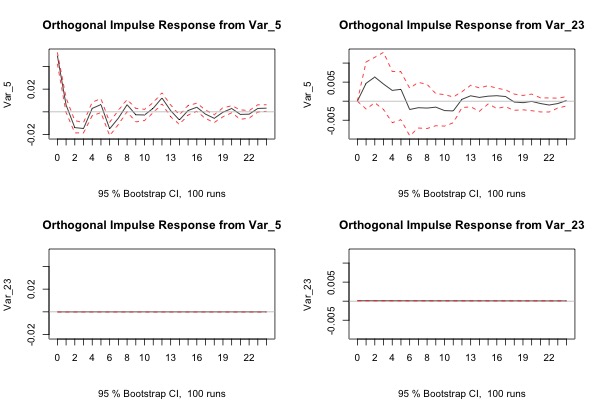 Orthogonal Impulse Response from Var_5
Var_5
0.02
-0.02
0 2 4 6 8 10 13 16 19 22
95 % Bootstrap CI, 100 runs
Orthogonal Impulse Response from Var_23
Var_5
0.005
-0.005
0 2 4 6 8 10 13 16 19 22
95 % Bootstrap CI, 100 runs
Orthogonal Impulse Response from Var_5
Var_23
0.02
-0.02
0 2 4 6 8 10 13 16 19 22
95 % Bootstrap CI, 100 runs
Orthogonal Impulse Response from Var_23
Var_23
0.005
-0.005
0 2 4 6 8 10 13 16 19 22
95 % Bootstrap CI, 100 runs